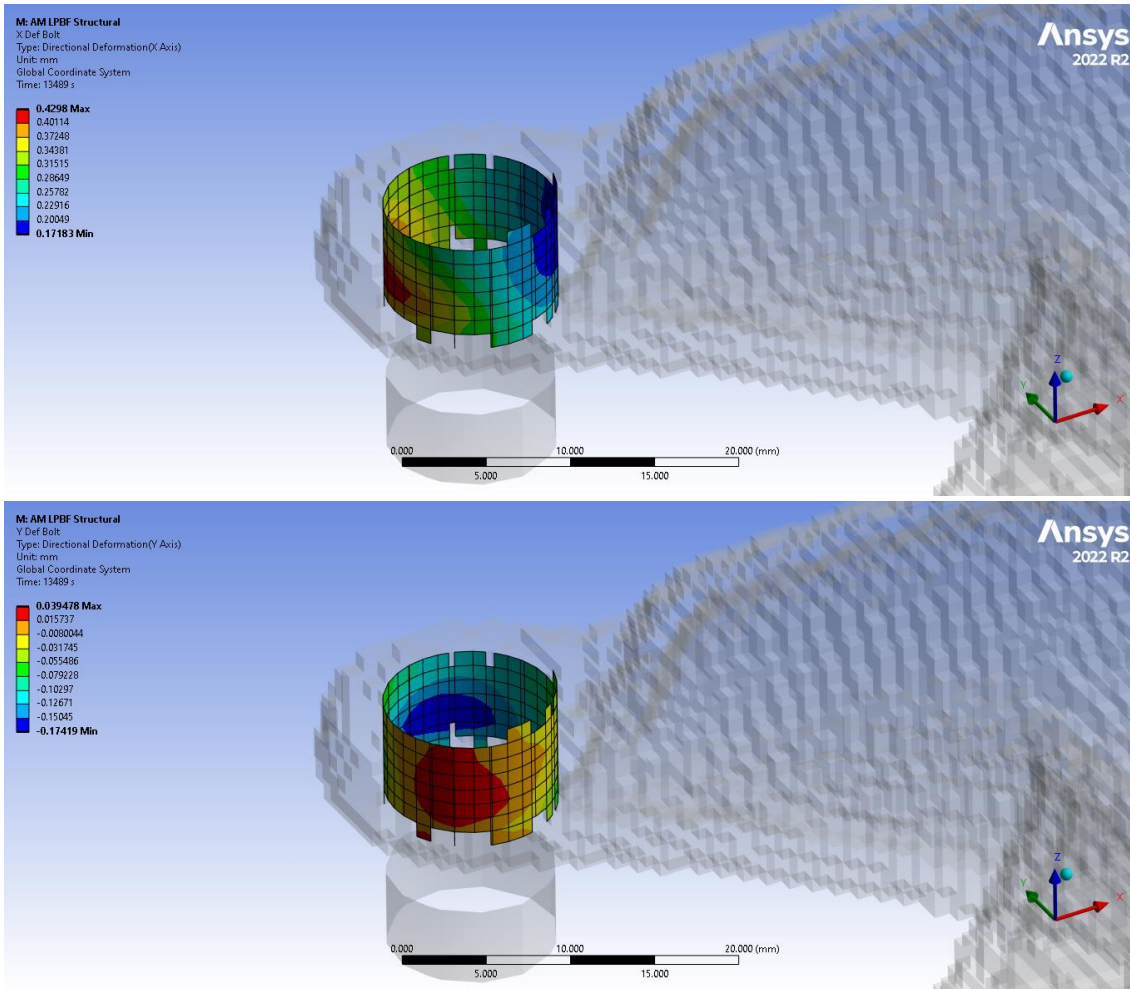 M: AM LPBF Structural
X Def Bolt
Type: Directional Deformation(X Axis)
Unit: mm
Global Coordinate System
Time: 13489 s
0.4298 Max
0.40114
0.37248
0.34381
0.31515
0.28649
0.25782
0.22916
0.20049
0.17183 Min
Ansys
2022 R2
Z
Y
X
0.000 10.000 20.000 (mm)
5.000 15.000
M: AM LPBF Structural
Y Def Bolt
Type: Directional Deformation(Y Axis)
Unit: mm
Global Coordinate System
Time: 13489 s
0.039478 Max
0.015737
-0.0080044
-0.031745
-0.055486
-0.079228
-0.10297
-0.12671
-0.15045
-0.17419 Min
Ansys
2022 R2
Z
Y
X
0.000 10.000 20.000 (mm)
5.000 15.000